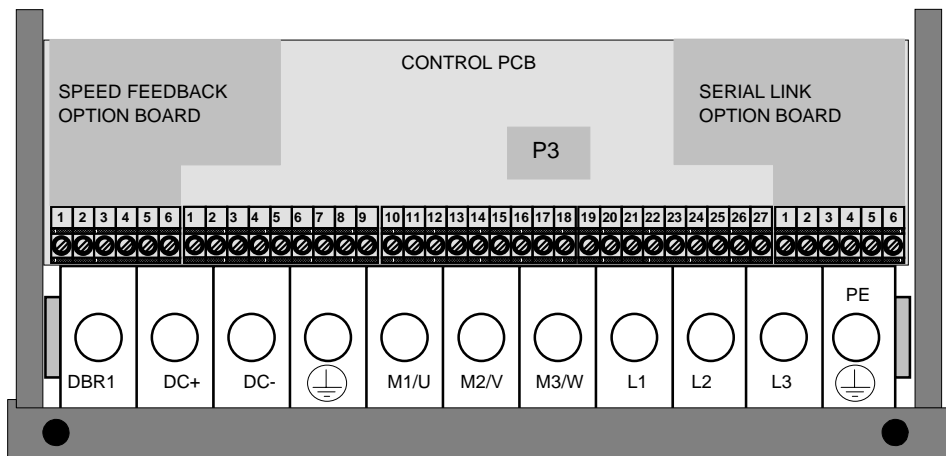 CONTROL PCB
SPEED FEEDBACK
OPTION BOARD
SERIAL LINK
OPTION BOARD
P3
1 2 3 4 5 6 1 2 3 4 5 6 7 8 9 10 11 12 13 14 15 16 17 18 19 20 21 22 23 24 25 26 27 1 2 3 4 5 6
PE
DBR1 DC+ DC- M1/U M2/V M3/W L1 L2 L3